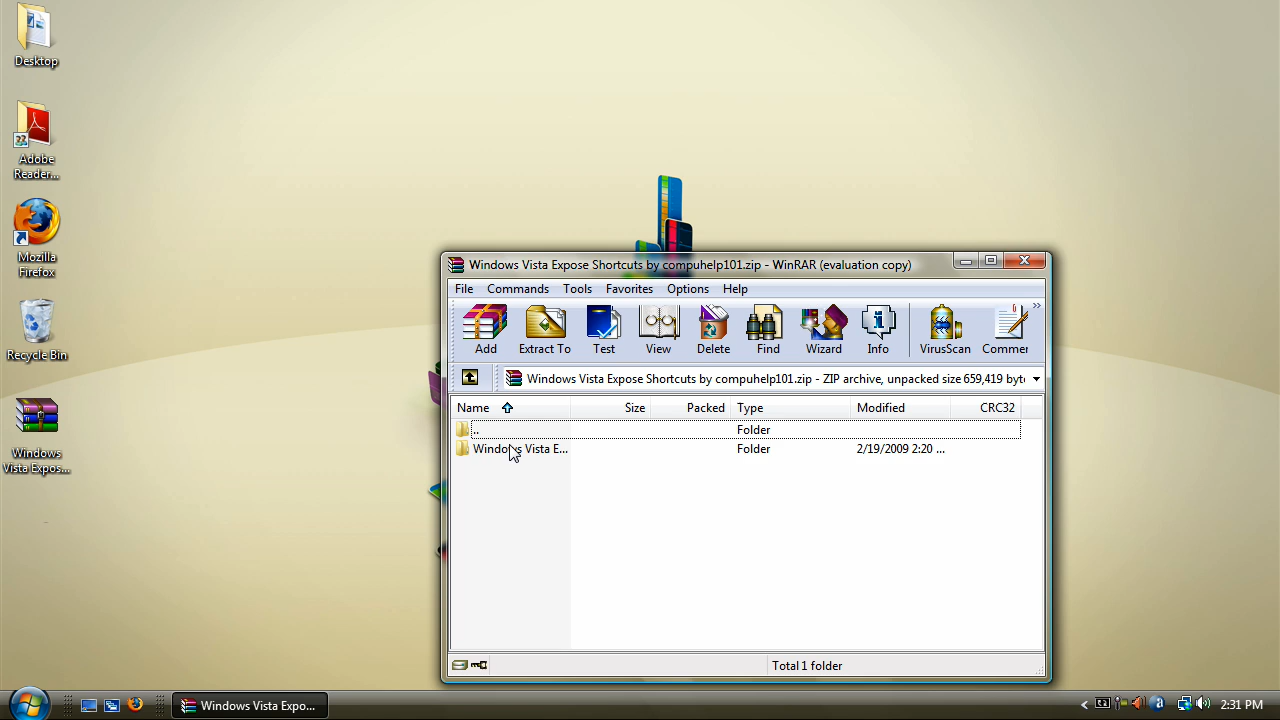 Desktop
Adobe
Reader...
Mozilla
Firefox
Recycle Bin
Windows
Vista Expos...
Windows Vista Expose Shortcuts by compuhelp101.zip - WinRAR (evaluation copy)
File Commands Tools Favorites Options Help
Add Extract To Test View Delete Find Wizard Info VirusScan Commer
Windows Vista Expose Shortcuts by compuhelp101.zip - ZIP archive, unpacked size 659,419 byt
Name Size Packed Type Modified CRC32
.. Folder
Windows Vista E... Folder 2/19/2009 2:20 ...
Total 1 folder
Windows Vista Expo...
2:31 PM